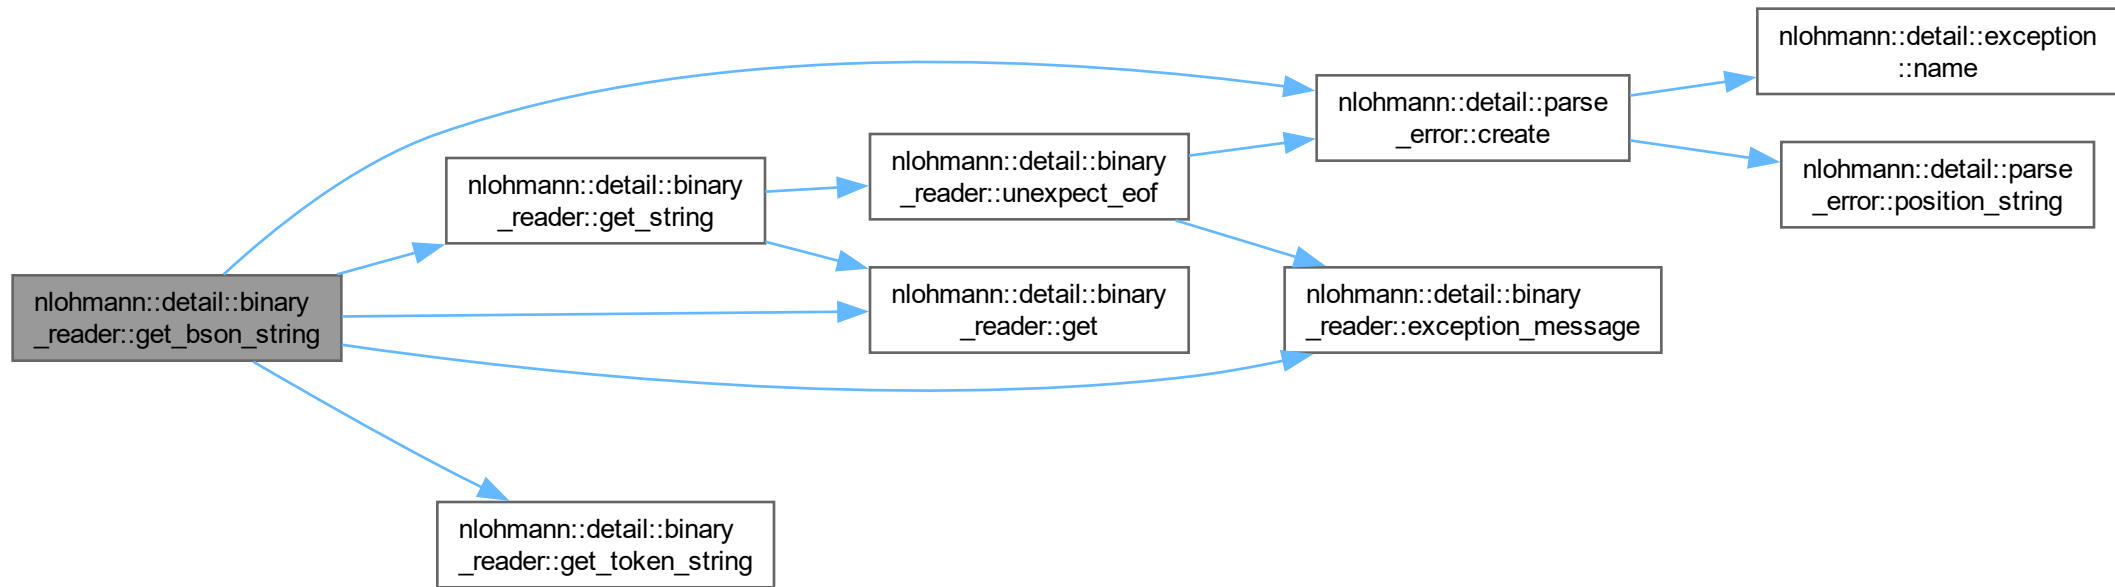 nlohmann::detail::binary
_reader::get_bson_string
nlohmann::detail::binary
_reader::get_string
nlohmann::detail::binary
_reader::get_token_string
nlohmann::detail::binary
_reader::unexpect_eof
nlohmann::detail::binary
_reader::get
nlohmann::detail::parse
_error::create
nlohmann::detail::binary
_reader::exception_message
nlohmann::detail::exception
::name
nlohmann::detail::parse
_error::position_string